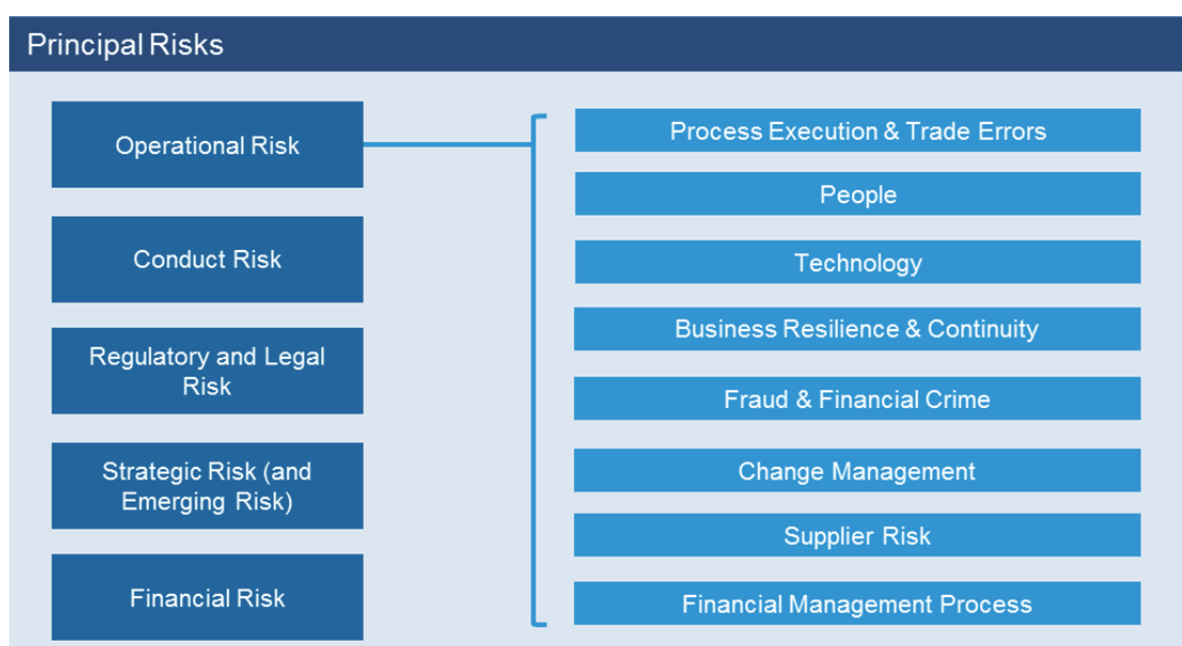 Principal Risks
Operational Risk
Conduct Risk
Regulatory and Legal
Risk
Strategic Risk (and
Emerging Risk)
Financial Risk
Process Execution & Trade Errors
People
Technology
Business Resilience & Continuity
Fraud & Financial Crime
Change Management
Supplier Risk
Financial Management Process